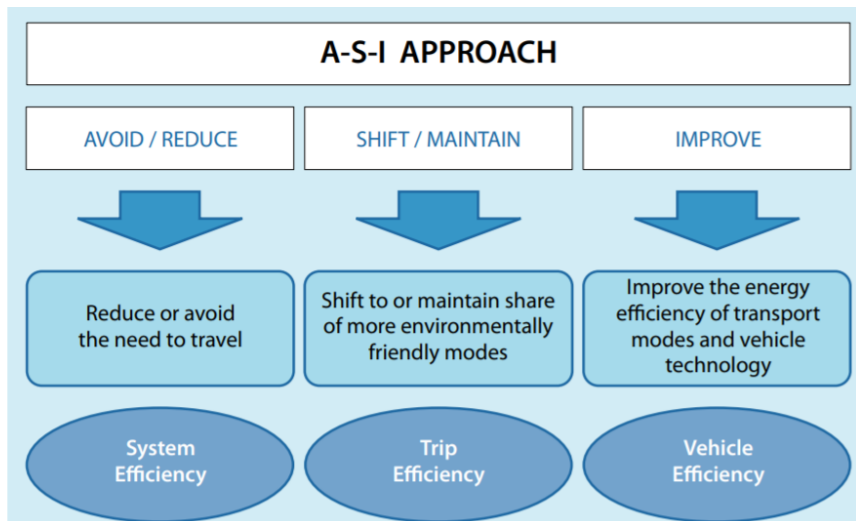 A-S-I APPROACH
AVOID / REDUCE
SHIFT / MAINTAIN
IMPROVE
Reduce or avoid
the need to travel
Shift to or maintain share
of more environmentally
friendly modes
Improve the energy
efficiency of transport
modes and vehicle
technology
System
Efficiency
Trip
Efficiency
Vehicle
Efficiency